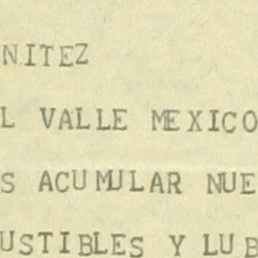 NITEZ
L VALLE MEXICO
S ACUMULAR NUE
USTIBLES Y LUB